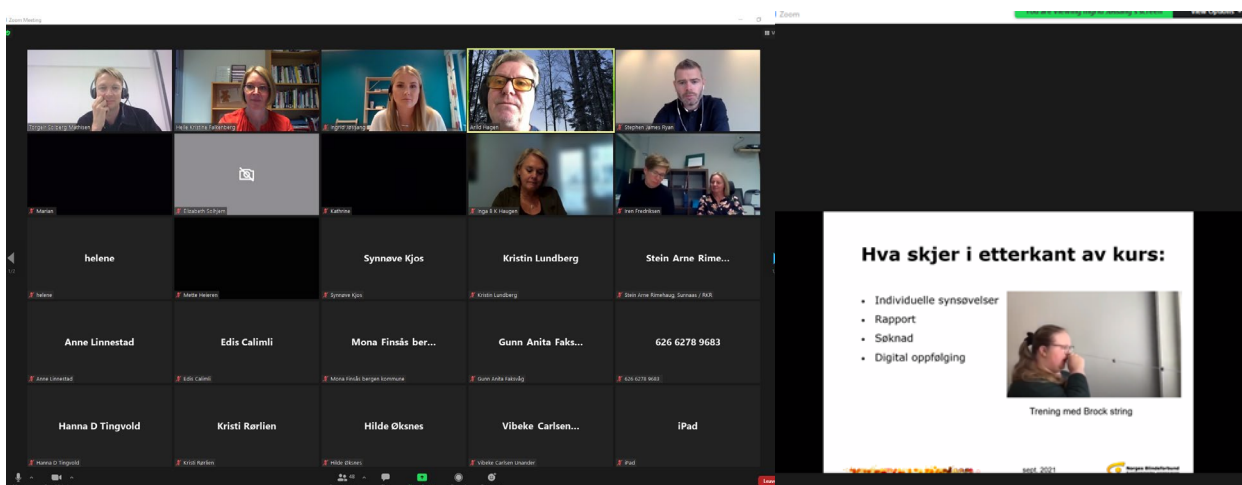 Zoom Meeting
Torgeir Solberg Mathisen
Helle Kristine Falkenberg
Arild Hagen
Stephen James Ryan
Marian
Elisabeth Solhjem
Kathrine
Inga B K Haugen
Iren Fredriksen
helene
Synnøve Kjos
Kristin Lundberg
Stein Arne Rime...
helene
Mette Heieren
Synnøve Kjos
Kristin Lundberg
Stein Arne Rimehaug, Sunnaas / RKR
1/2
Anne Linnestad
Edis Calimli
Mona Finsås ber...
Gunn Anita Faks...
626 6278 9683
Anne Linnestad
Edis Calimli
Mona Finsås bergen kommune
Gunn Anita Faksvåg
626 6278 9683
Hanna D Tingvold
Kristi Rørlien
Hilde Øksnes
Vibeke Carlsen...
iPad
Hanna D Tingvold
Kristi Rørlien
Hilde Øksnes
Vibeke Carlsen Unander
iPad
48
Leave
Zoom
View Options
Hva skjer i etterkant av kurs:
Individuelle synsøvelser
Rapport
Søknad
Digital oppfølging
Trening med Brock string
sept. 2021
Norges Blindeforbund